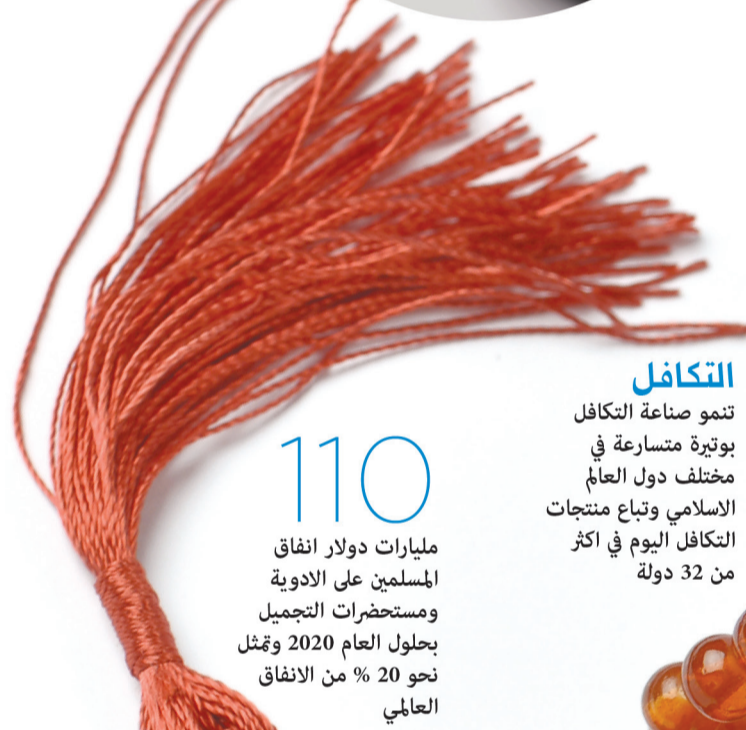 التكافل
تنمو صناعة التكافل
بوتيرة متسارعة في
مختلف دول العالم
الاسلامي وتباع منتجات
التكافل اليوم في اكثر
من 32 دولة
110
مليارات دولار انفاق
المسلمين على الادوية
ومستحضرات التجميل
بحلول العام 2020 وتمثل
نحو 20 % من الانفاق
العالمي